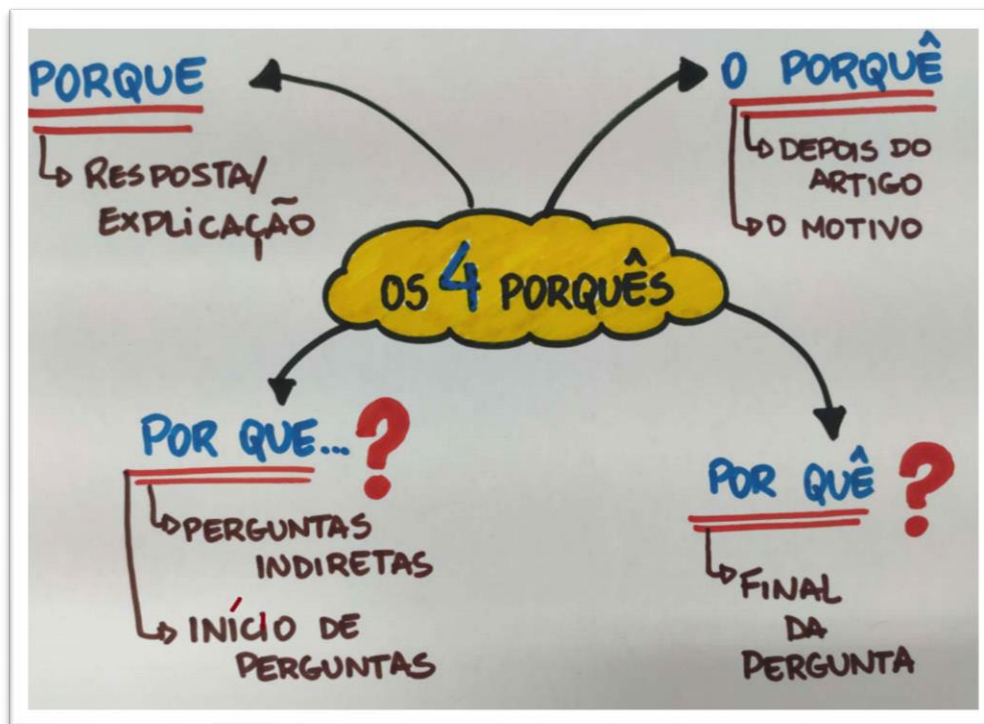 PORQUE
RESPOSTA/
EXPLICAÇÃO
O PORQUÊ
DEPOIS DO
ARTIGO
O MOTIVO
OS 4 PORQUÊS
POR QUE...?
PERGUNTAS
INDIRETAS
INÍCIO DE
PERGUNTAS
POR QUÊ?
FINAL
DA
PERGUNTA